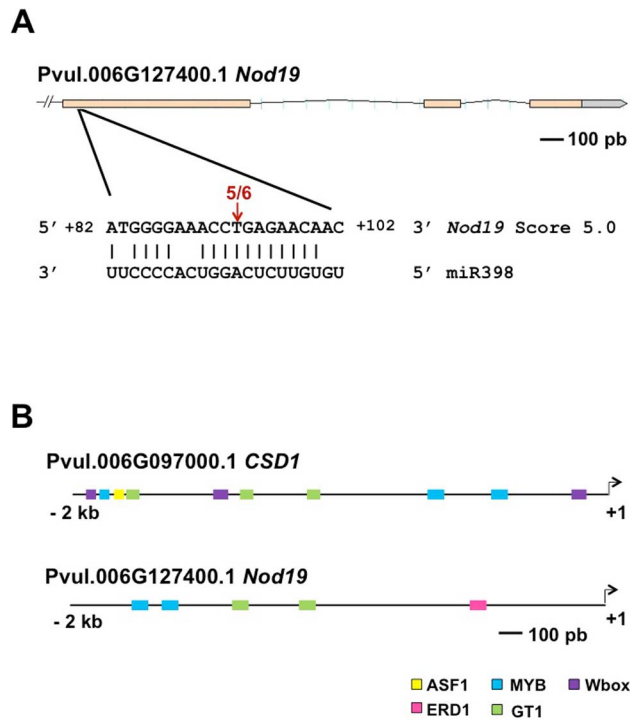 A
Pvul.006G127400.1 Nod19
100 pb
5/6
5' +82 ATGGGGAAACCTGAGAACAAC +102 3' Nod19 Score 5.0
3' UUCCCCACUGGACUCUUGUGU 5' miR398
B
Pvul.006G097000.1 CSD1
- 2 kb +1
Pvul.006G127400.1 Nod19
- 2 kb +1
100 pb
ASF1 MYB Wbox
ERD1 GT1